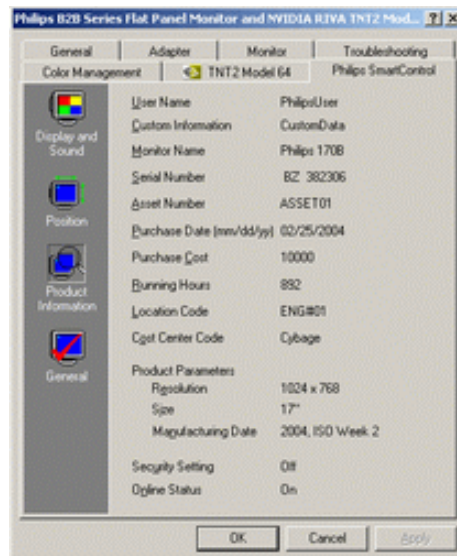 Philips B2B Series Flat Panel Monitor and NVIDIA RIVA TNT2 Mod...
General Adapter Monitor Troubleshooting
Color Management TNT2 Model 64 Philips SmartControl
Display and Sound
Position
Product Information
General
User Name PhilipsUser
Custom Information CustomData
Monitor Name Philips 170B
Serial Number BZ 382306
Asset Number ASSET01
Purchase Date (mm/dd/yy) 02/25/2004
Purchase Cost 10000
Running Hours 892
Location Code ENG#01
Cost Center Code Cybage
Product Parameters
Resolution 1024 x 768
Size 17"
Manufacturing Date 2004, ISO Week 2
Security Setting Off
Online Status On
OK Cancel Apply